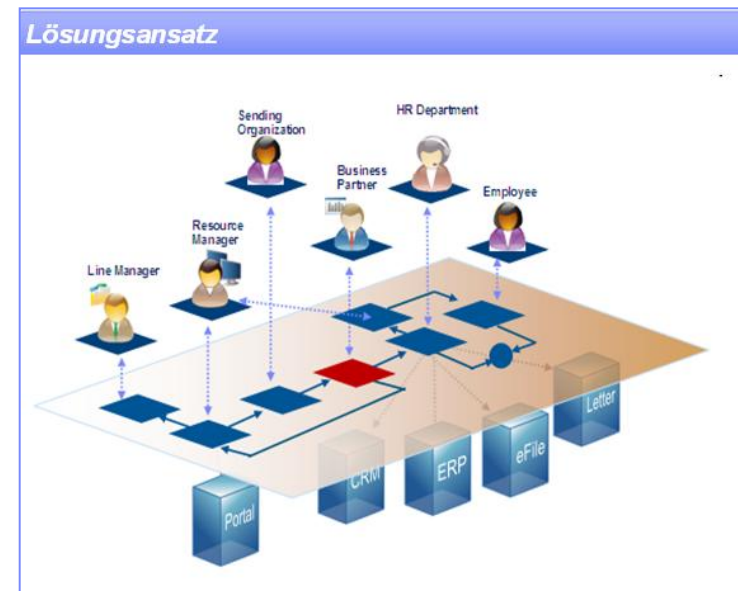 Lösungsansatz
Sending
Organization
HR Department
Business
Partner
Employee
Resource
Manager
Line Manager
Letter
eFile
ERP
CRM
Portal